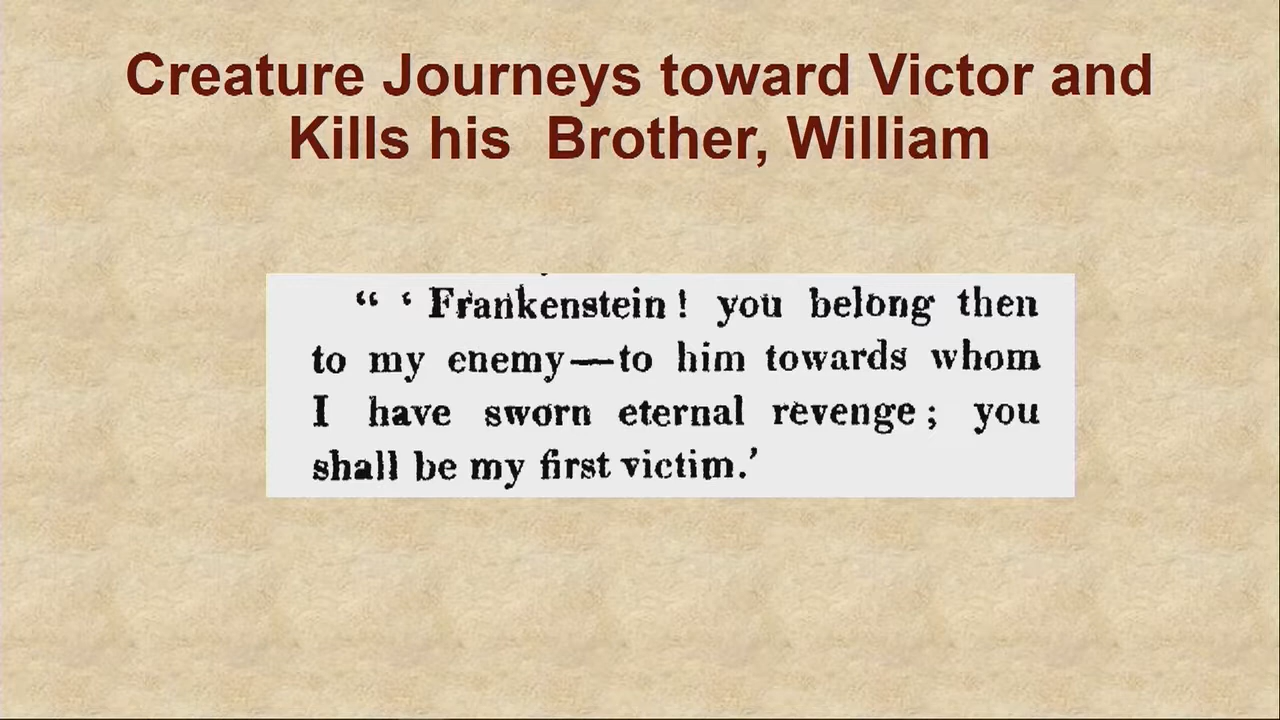 Creature Journeys toward Victor and
Kills his Brother, William
“ ‘ Frankenstein! you belong then
to my enemy—to him towards whom
I have sworn eternal revenge; you
shall be my first victim.’